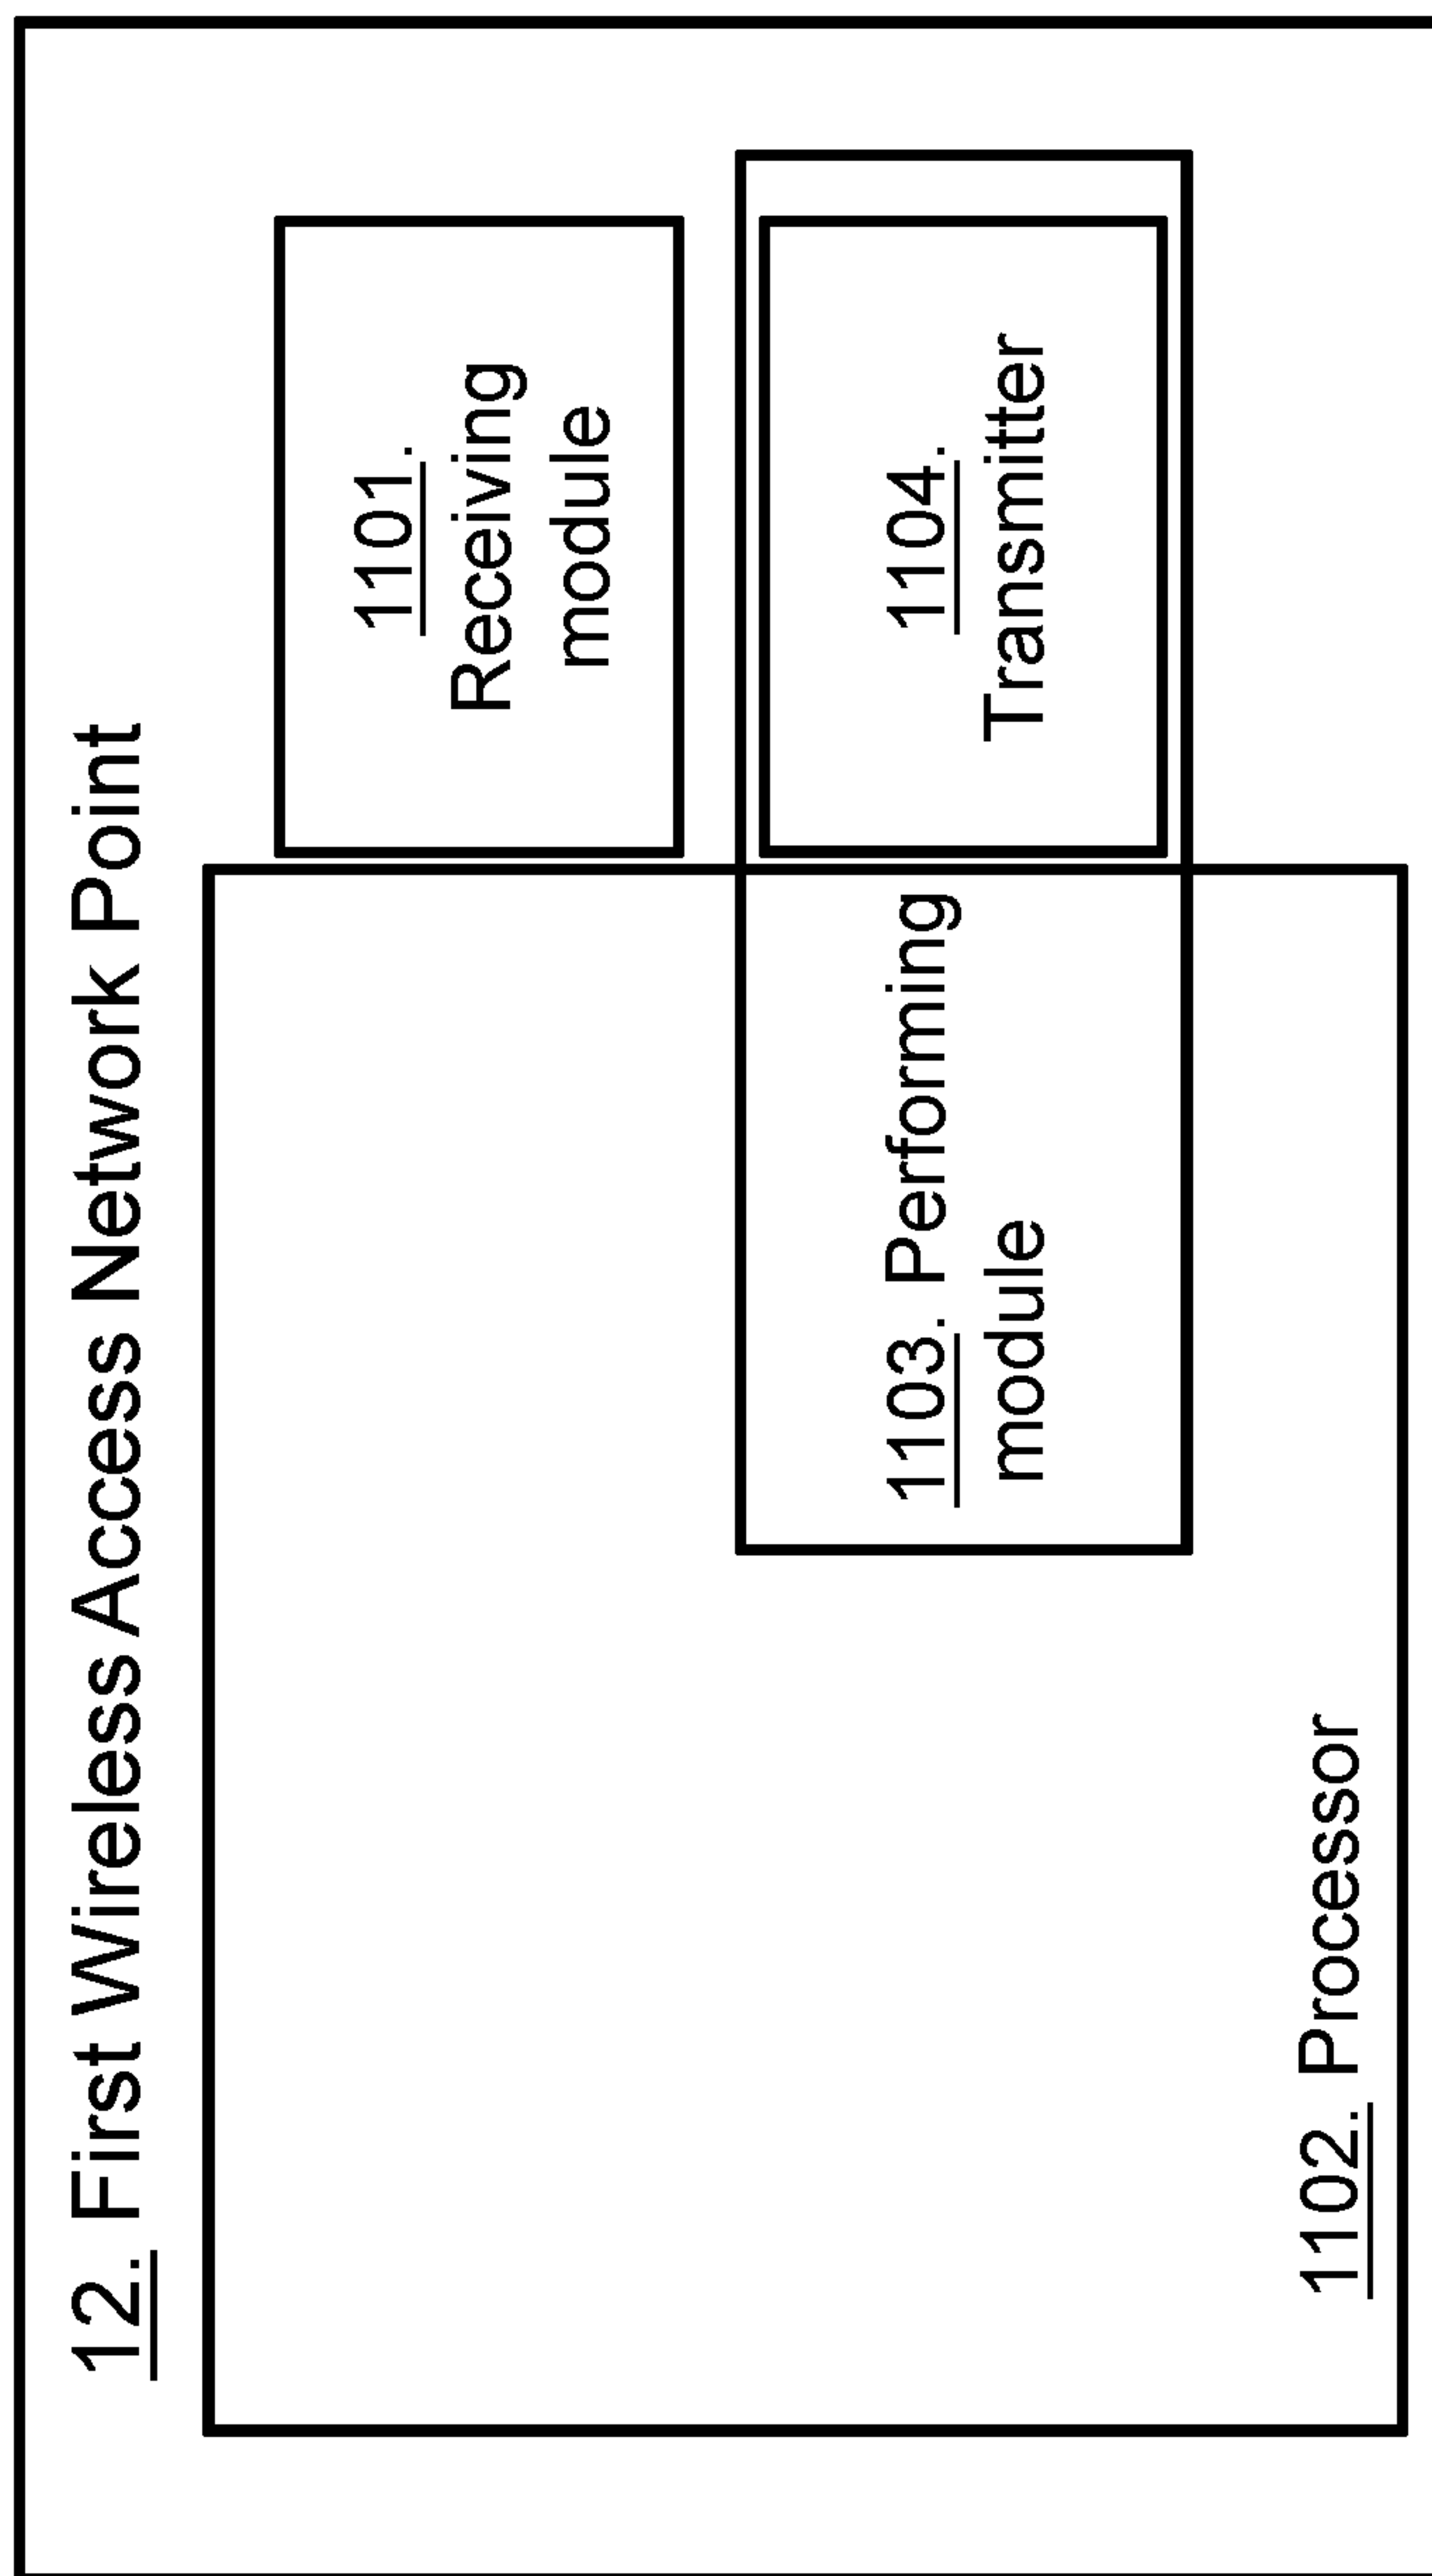 12. First Wireless Access Network Point
1101.
Receiving
module
1103. Performing
module
1104.
Transmitter
1102. Processor